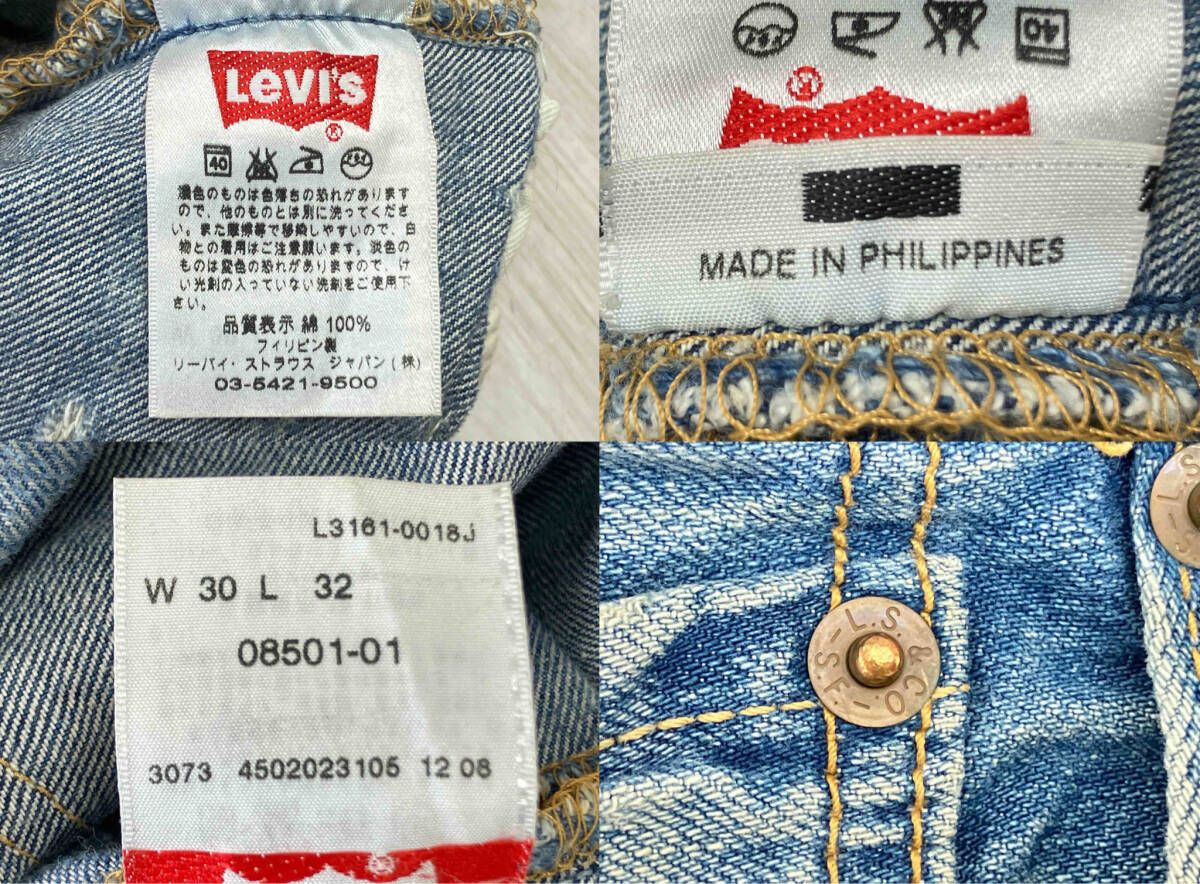 LEVI'S
®
40
濃色のものは色落ちの恐れがあります
ので、他のものとは別に洗ってくださ
い。また摩擦等で移染しやすいので、白
物との着用はご注意願います。淡色の
ものは変色の恐れがありますので、け
い光剤の入っていない洗剤をご使用下
さい。
品質表示 綿 100%
フィリピン製
リーバイ・ストラウス ジャパン(株)
03-5421-9500
40
®
MADE IN PHILIPPINES
L3161-0018J
W 30 L 32
08501-01
3073 4502023105 12 08
®
L.S. & CO. — SF —
L.S.